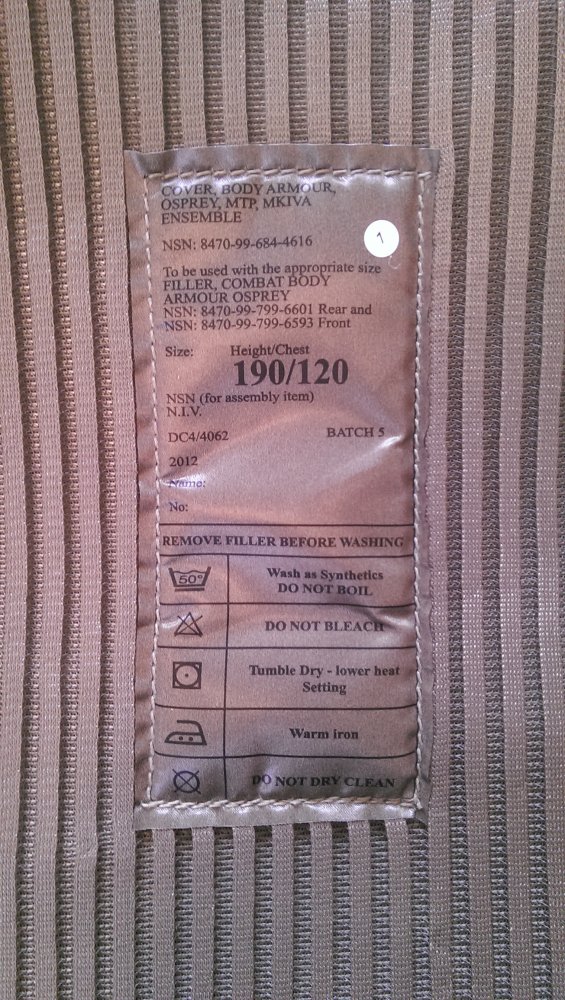 COVER, BODY ARMOUR,
OSPREY, MTP, MKIVA
ENSEMBLE
1
NSN: 8470-99-684-4616
To be used with the appropriate size
FILLER, COMBAT BODY
ARMOUR OSPREY
NSN: 8470-99-799-6601 Rear and
NSN: 8470-99-799-6593 Front
Size: Height/Chest
190/120
NSN (for assembly item)
N.I.V.
DC4/4062 BATCH 5
2012
Name:
No:
REMOVE FILLER BEFORE WASHING
50° Wash as Synthetics
DO NOT BOIL
DO NOT BLEACH
Tumble Dry - lower heat
Setting
Warm iron
DO NOT DRY CLEAN